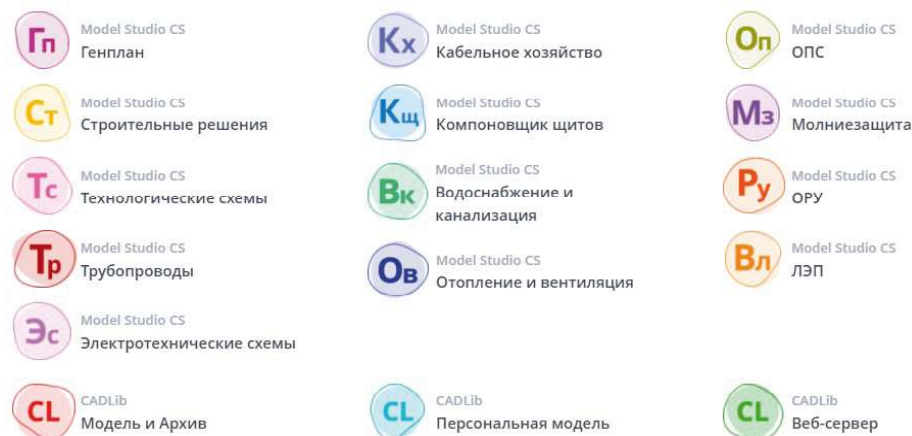 Гп
Model Studio CS
Генплан
Ст
Model Studio CS
Строительные решения
Тс
Model Studio CS
Технологические схемы
Тр
Model Studio CS
Трубопроводы
Эс
Model Studio CS
Электротехнические схемы
Кх
Model Studio CS
Кабельное хозяйство
Кщ
Model Studio CS
Компоновщик щитов
Вк
Model Studio CS
Водоснабжение и
канализация
Ов
Model Studio CS
Отопление и вентиляция
Оп
Model Studio CS
ОПС
Мз
Model Studio CS
Молниезащита
Ру
Model Studio CS
ОРУ
Вл
Model Studio CS
ЛЭП
CL
CADLib
Модель и Архив
CL
CADLib
Персональная модель
CL
CADLib
Веб-сервер